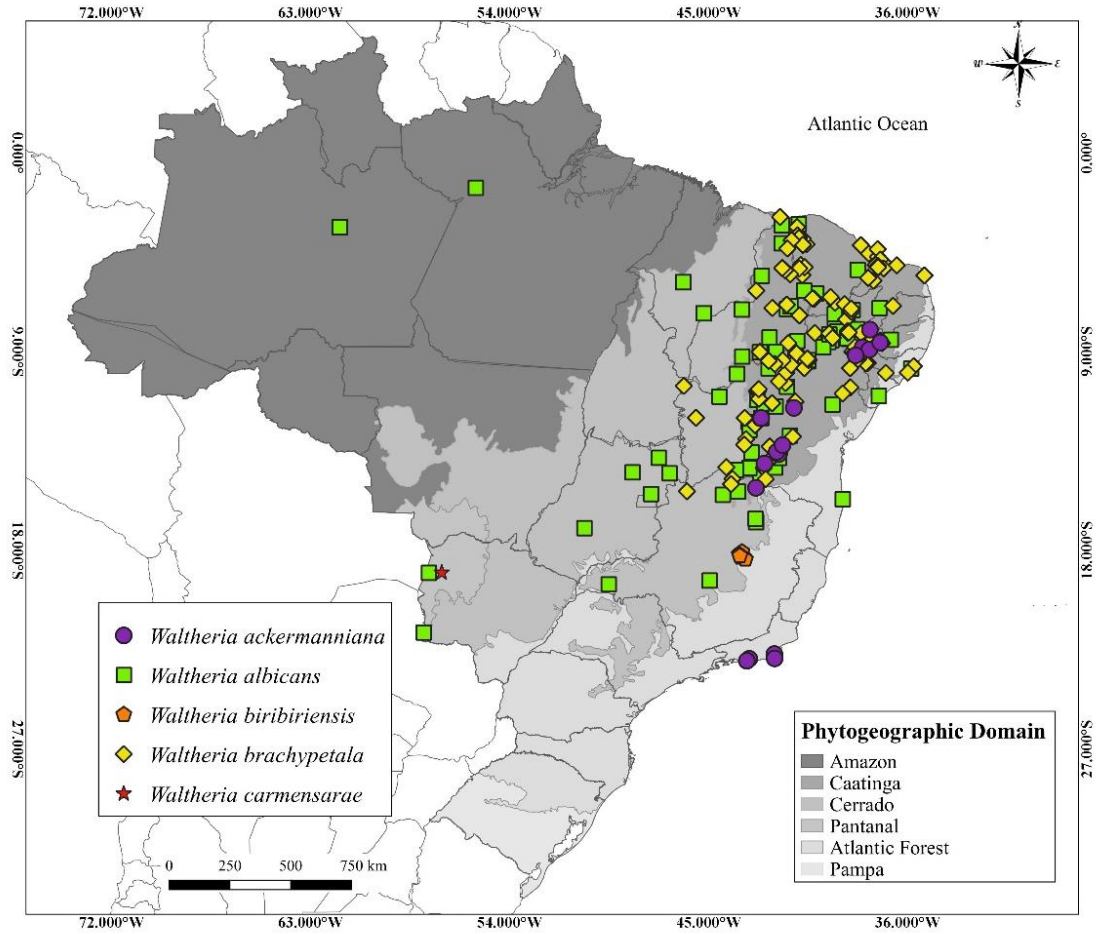 72.000°W 63.000°W 54.000°W 45.000°W 36.000°W
N
W E
S
Atlantic Ocean
0.000°
0.000°
9.000°S
9.000°S
18.000°S
18.000°S
27.000°S
27.000°S
Waltheria ackermanniana
Waltheria albicans
Waltheria biribiriensis
Waltheria brachypetala
Waltheria carmensarae
0 250 500 750 km
Phytogeographic Domain
Amazon
Caatinga
Cerrado
Pantanal
Atlantic Forest
Pampa
72.000°W 63.000°W 54.000°W 45.000°W 36.000°W